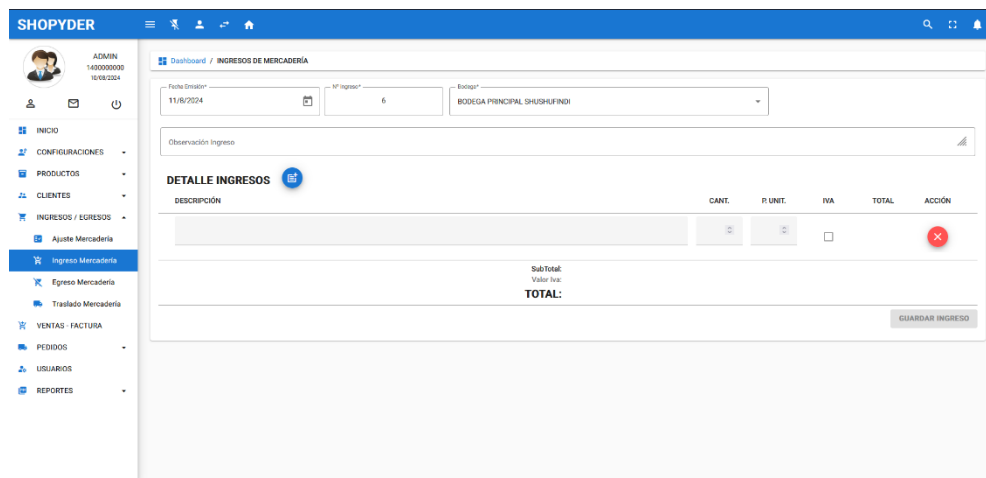 SHOPYDER
ADMIN
1400000000
10/08/2024
INICIO
CONFIGURACIONES
PRODUCTOS
CLIENTES
INGRESOS / EGRESOS
Ajuste Mercadería
Ingreso Mercadería
Egreso Mercadería
Traslado Mercadería
VENTAS - FACTURA
PEDIDOS
USUARIOS
REPORTES
Dashboard / INGRESOS DE MERCADERÍA
Fecha Emisión* Nº Ingreso* Bodega*
11/8/2024 6 BODEGA PRINCIPAL SHUSHUFINDI
Observación Ingreso
DETALLE INGRESOS
DESCRIPCIÓN CANT. P. UNIT. IVA TOTAL ACCIÓN
SubTotal:
Valor Iva:
TOTAL:
GUARDAR INGRESO